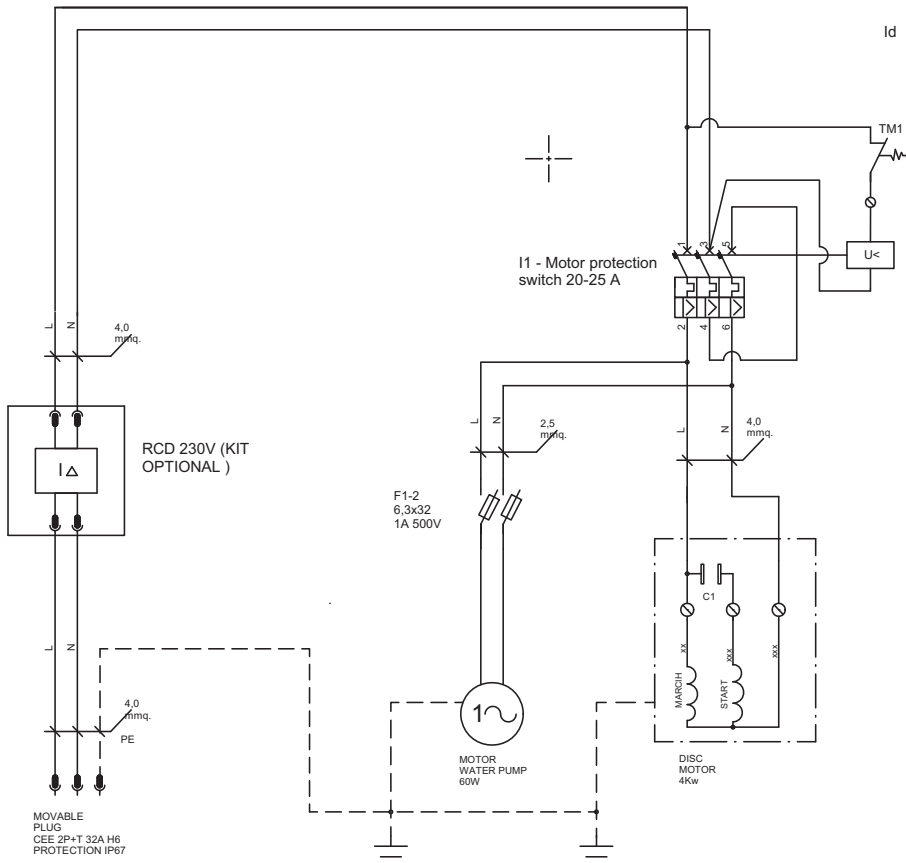 Id
TM1
1
3
5
I1 - Motor protection
switch 20-25 A
U<
2
4
6
L
N
4,0
mmq.
RCD 230V (KIT
OPTIONAL )
I△
L
N
2,5
mmq.
L
N
4,0
mmq.
F1-2
6,3x32
1A 500V
C1
xx
xxx
xxx
MARCIH
START
L
N
4,0
mmq.
PE
1
MOTOR
WATER PUMP
60W
DISC
MOTOR
4Kw
MOVABLE
PLUG
CEE 2P+T 32A H6
PROTECTION IP67